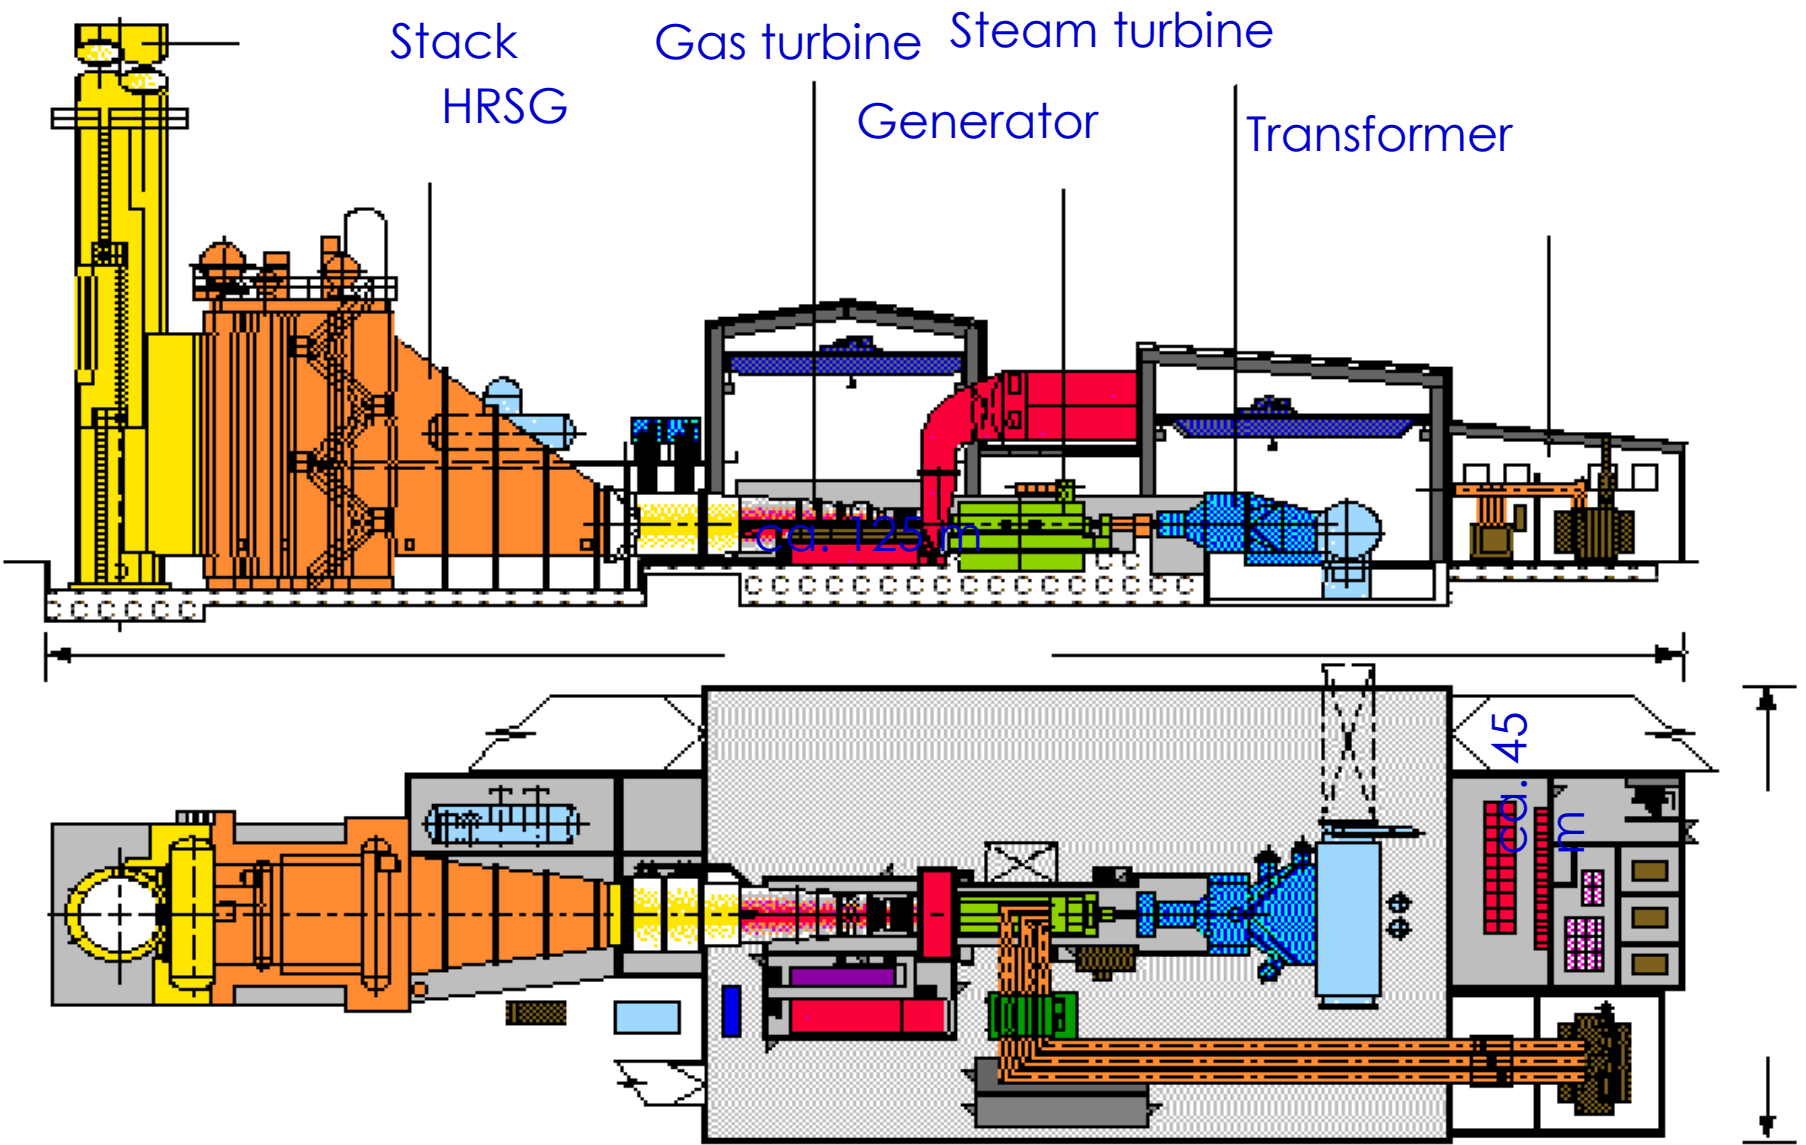 Stack
Gas turbine
Steam turbine
HRSG
Generator
Transformer
ca. 125 m
ca. 45
m